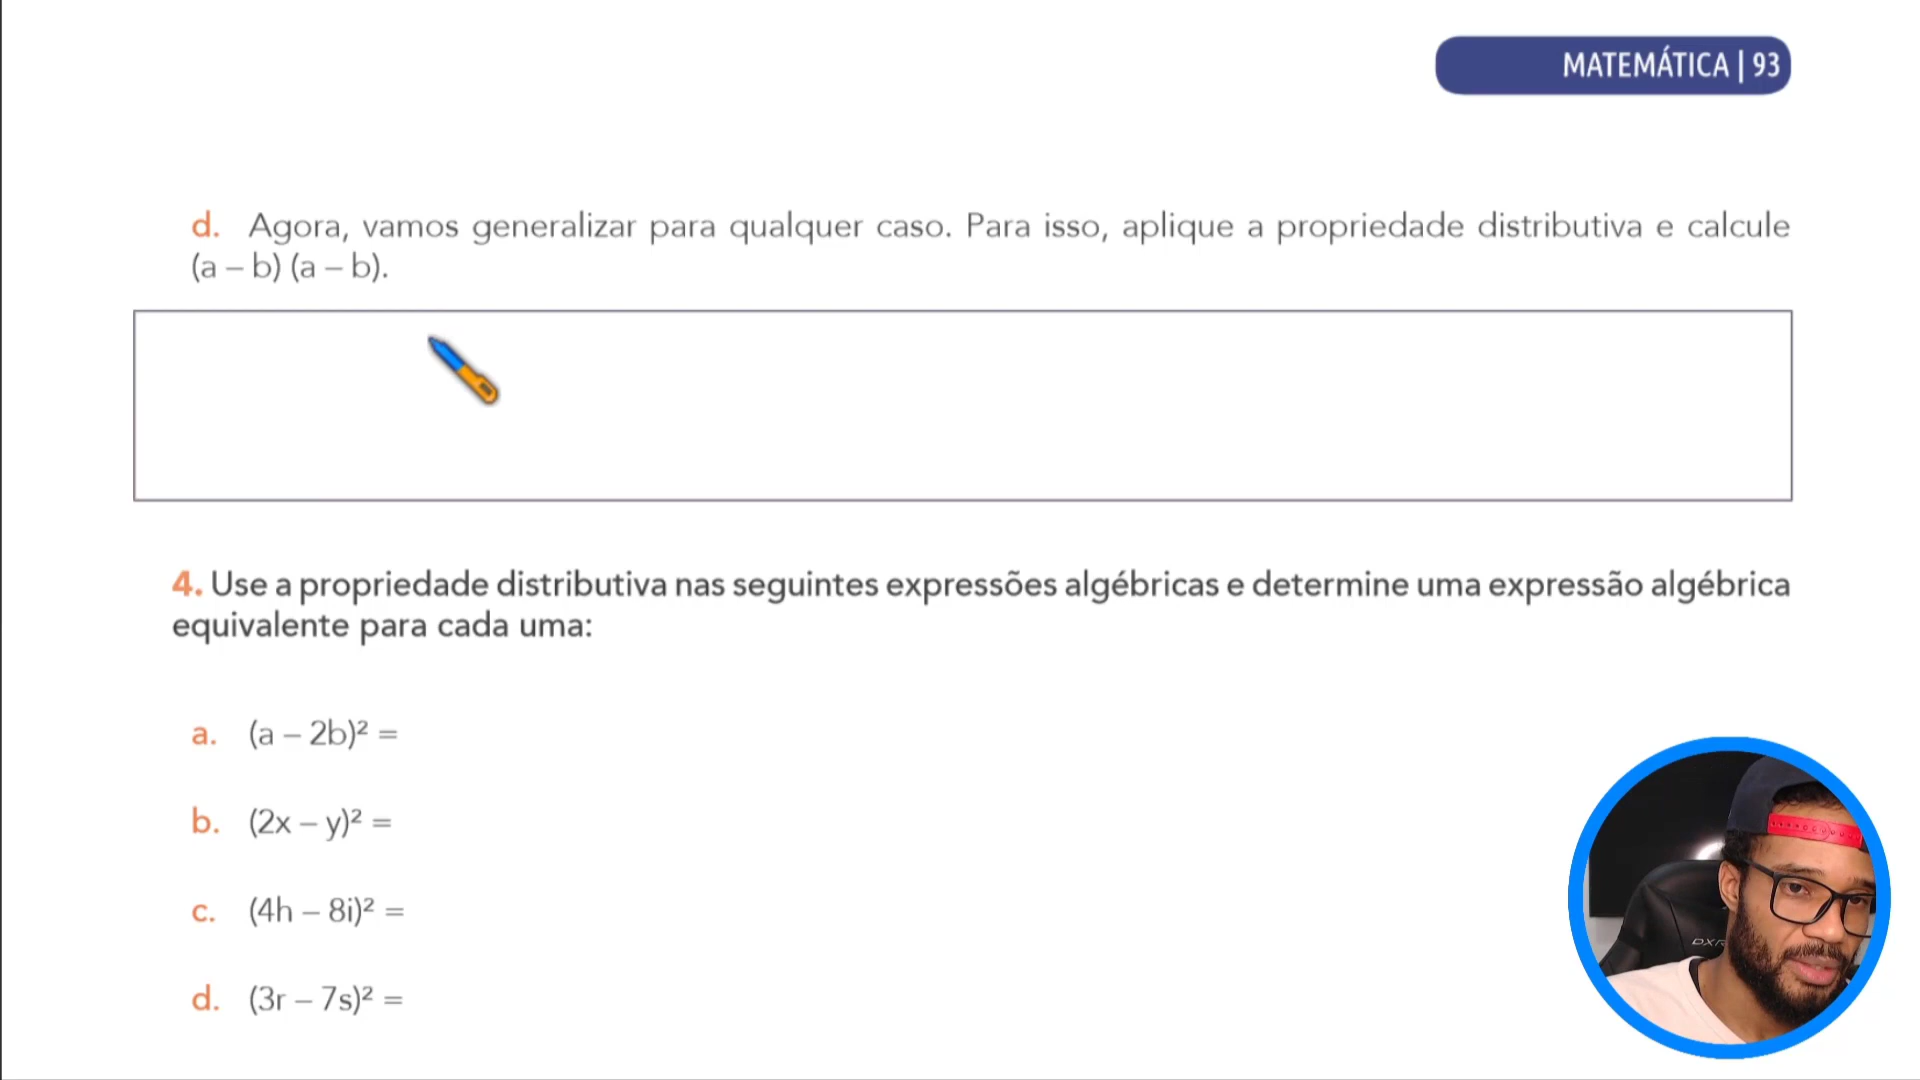 MATEMÁTICA | 93
d. Agora, vamos generalizar para qualquer caso. Para isso, aplique a propriedade distributiva e calcule
(a – b) (a – b).
4. Use a propriedade distributiva nas seguintes expressões algébricas e determine uma expressão algébrica
equivalente para cada uma:
a. (a – 2b)² =
b. (2x – y)² =
c. (4h – 8i)² =
d. (3r – 7s)² =